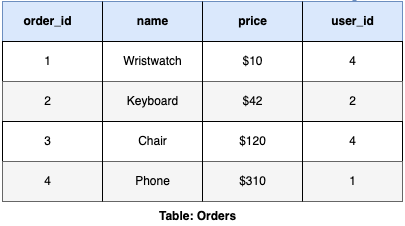 order_id name price user_id
1 Wristwatch $10 4
2 Keyboard $42 2
3 Chair $120 4
4 Phone $310 1
Table: Orders